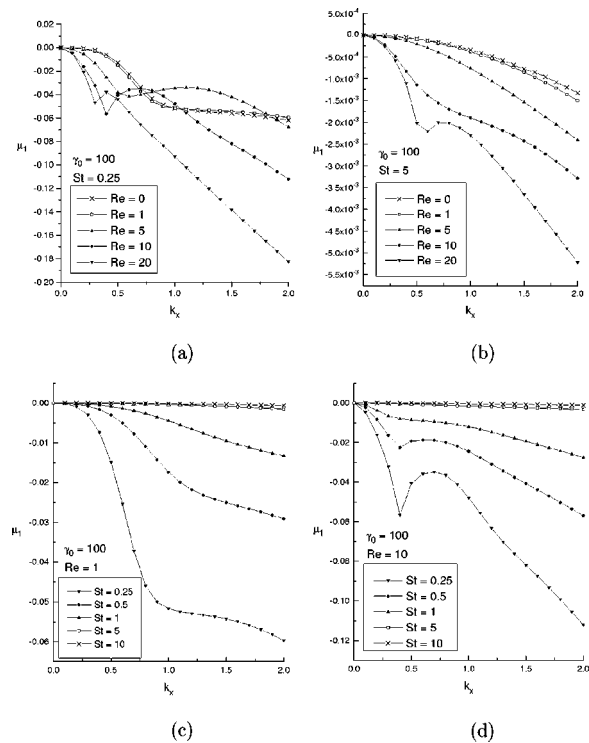 0.02
0.00
-0.02
-0.04
-0.06
-0.08
-0.10
-0.12
-0.14
-0.16
-0.18
-0.20
μ₁
γ₀ = 100
St = 0.25
Re = 0
Re = 1
Re = 5
Re = 10
Re = 20
0.0 0.5 1.0 1.5 2.0
kₓ
(a)
5.0x10⁻⁴
0.0
-5.0x10⁻⁴
-1.0x10⁻³
-1.5x10⁻³
-2.0x10⁻³
-2.5x10⁻³
-3.0x10⁻³
-3.5x10⁻³
-4.0x10⁻³
-4.5x10⁻³
-5.0x10⁻³
-5.5x10⁻³
μ₁
γ₀ = 100
St = 5
Re = 0
Re = 1
Re = 5
Re = 10
Re = 20
0.0 0.5 1.0 1.5 2.0
kₓ
(b)
0.00
-0.01
-0.02
-0.03
-0.04
-0.05
-0.06
μ₁
γ₀ = 100
Re = 1
St = 0.25
St = 0.5
St = 1
St = 5
St = 10
0.0 0.5 1.0 1.5 2.0
kₓ
(c)
0.00
-0.02
-0.04
-0.06
-0.08
-0.10
-0.12
μ₁
γ₀ = 100
Re = 10
St = 0.25
St = 0.5
St = 1
St = 5
St = 10
0.0 0.5 1.0 1.5 2.0
kₓ
(d)